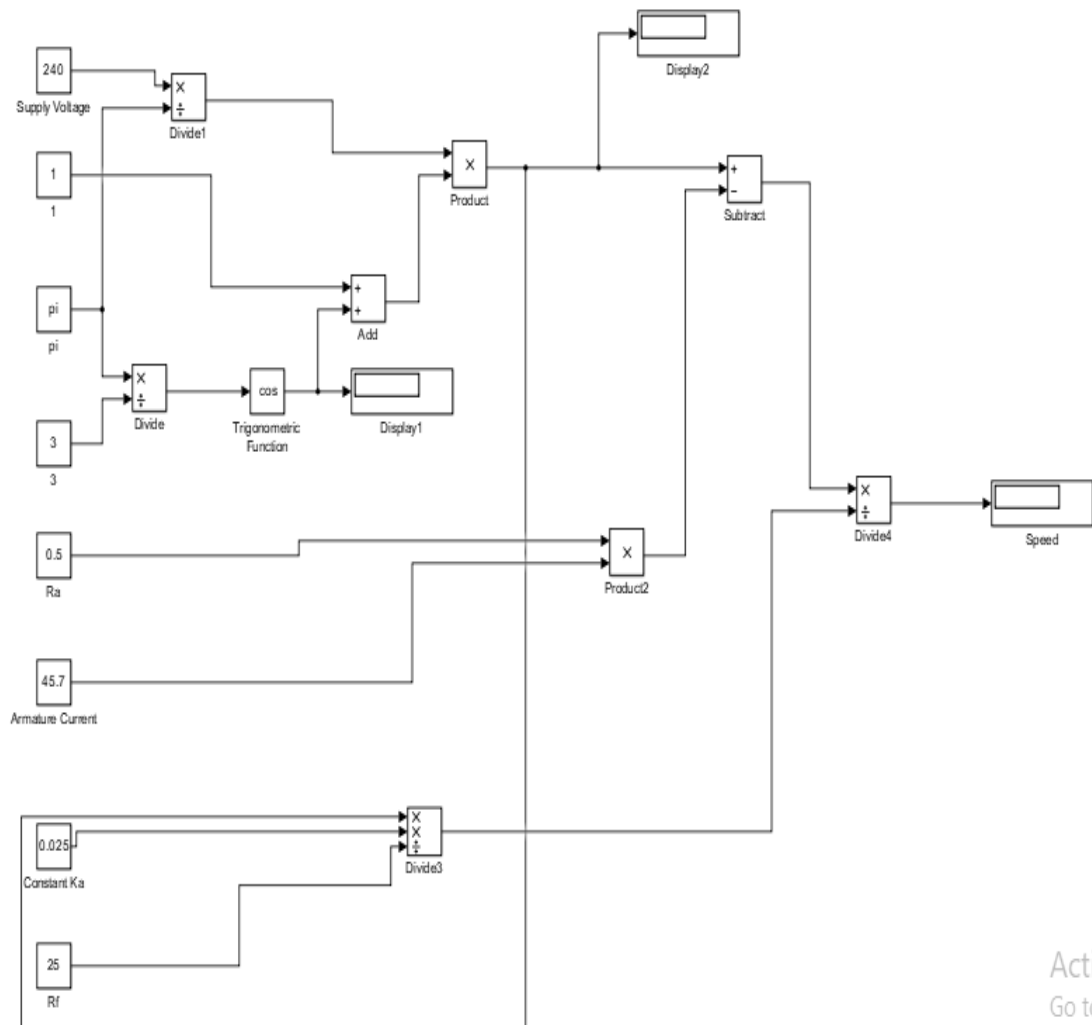 Display2
240
Supply Voltage
×
÷
Divide1
1
1
×
Product
+
−
Subtract
pi
pi
+
+
Add
×
÷
Divide
cos
Trigonometric
Function
Display1
3
3
×
÷
Divide4
Speed
0.5
Ra
×
Product2
45.7
Armature Current
0.025
Constant Ka
×
×
÷
Divide3
25
Rf
Act
Go to